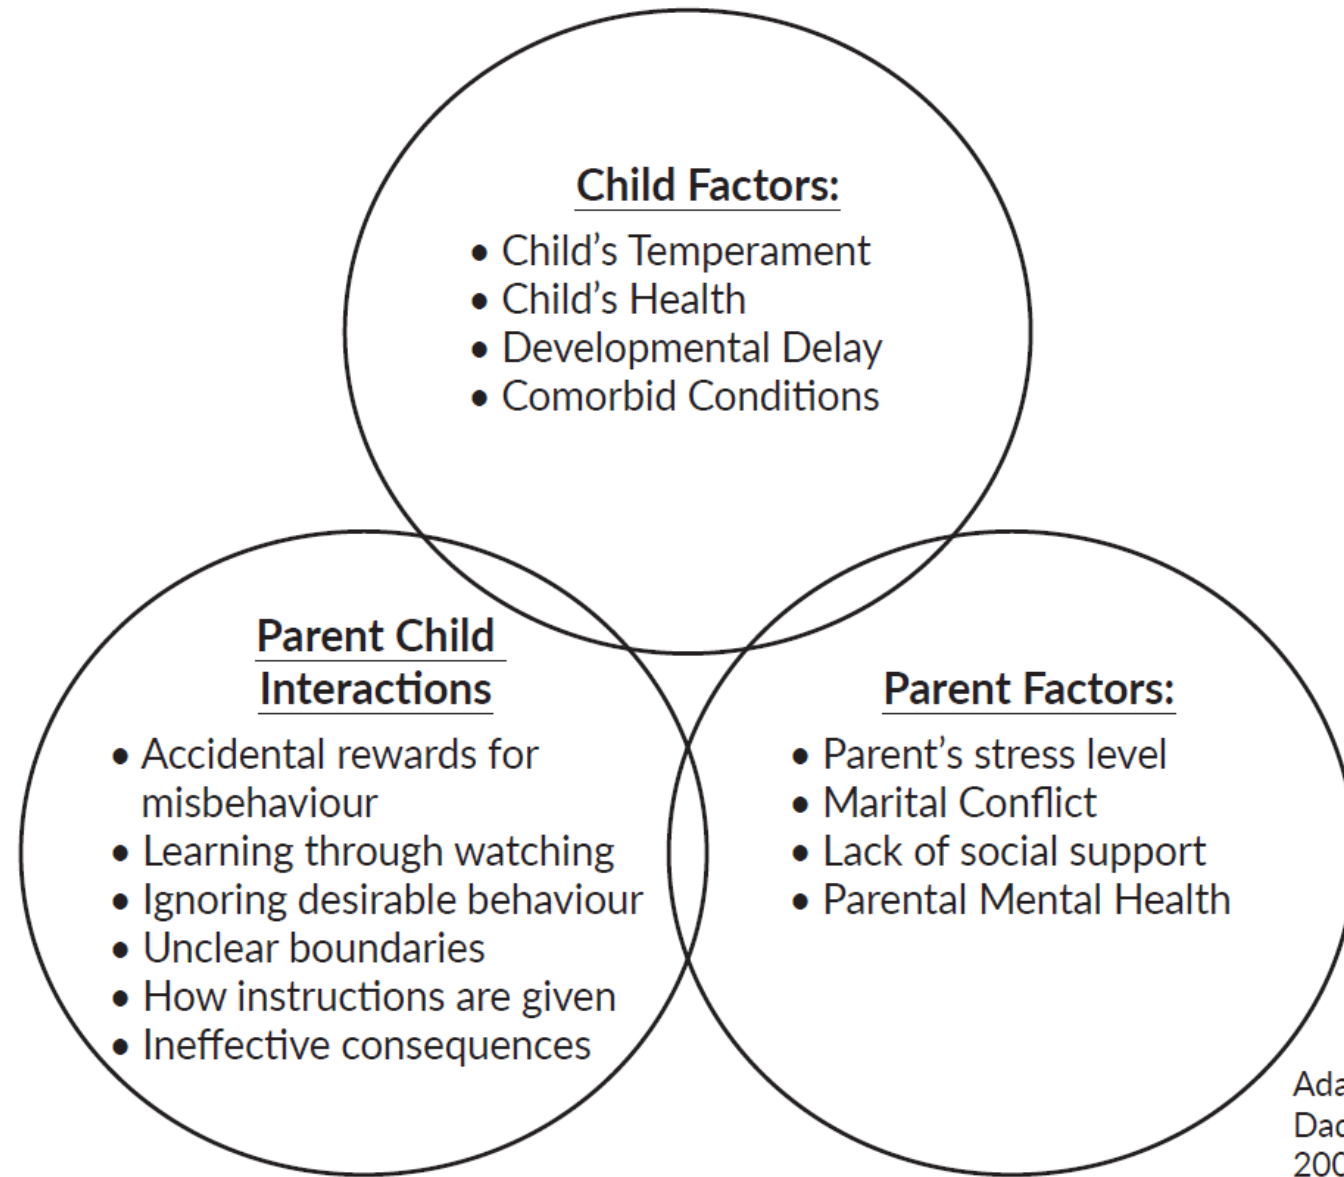 Child Factors:
• Child's Temperament
• Child's Health
• Developmental Delay
• Comorbid Conditions
Parent Child
Interactions
• Accidental rewards for
misbehaviour
• Learning through watching
• Ignoring desirable behaviour
• Unclear boundaries
• How instructions are given
• Ineffective consequences
Parent Factors:
• Parent's stress level
• Marital Conflict
• Lack of social support
• Parental Mental Health